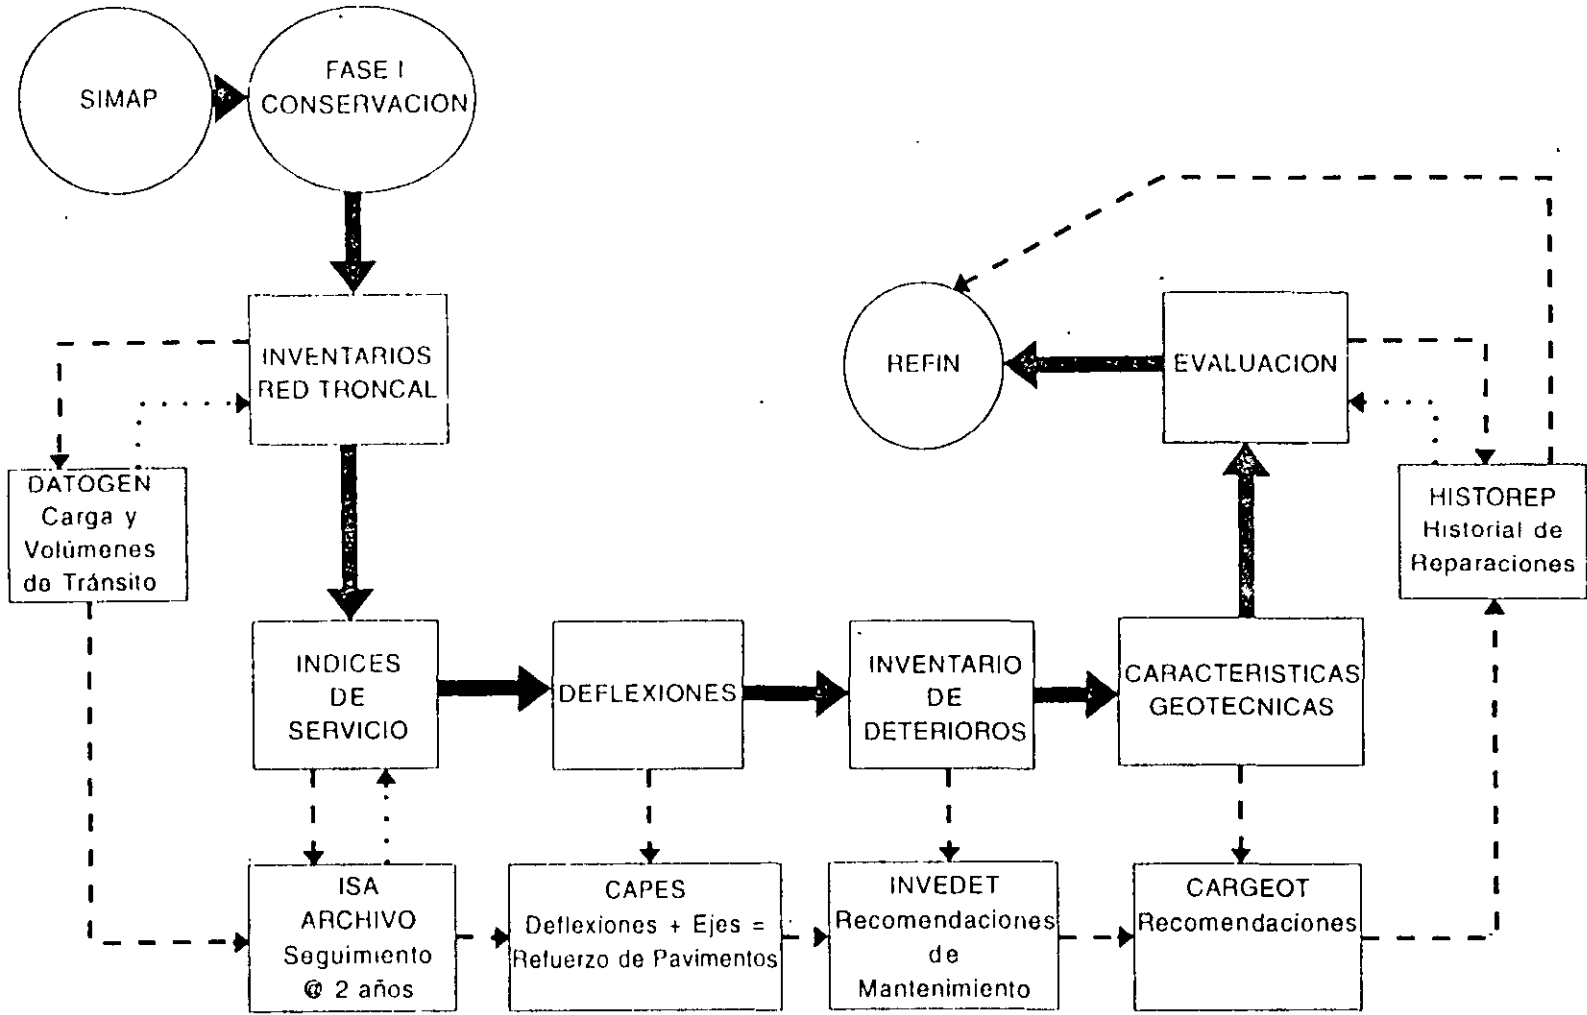 SIMAP
FASE I
CONSERVACION
INVENTARIOS
RED TRONCAL
REFIN
EVALUACION
DATOGEN
Carga y
Volúmenes
de Tránsito
HISTOREP
Historial de
Reparaciones
INDICES
DE
SERVICIO
DEFLEXIONES
INVENTARIO
DE
DETERIOROS
CARACTERISTICAS
GEOTECNICAS
ISA
ARCHIVO
Seguimiento
@ 2 años
CAPES
Deflexiones + Ejes =
Refuerzo de Pavimentos
INVEDET
Recomendaciones
de
Mantenimiento
CARGEOT
Recomendaciones